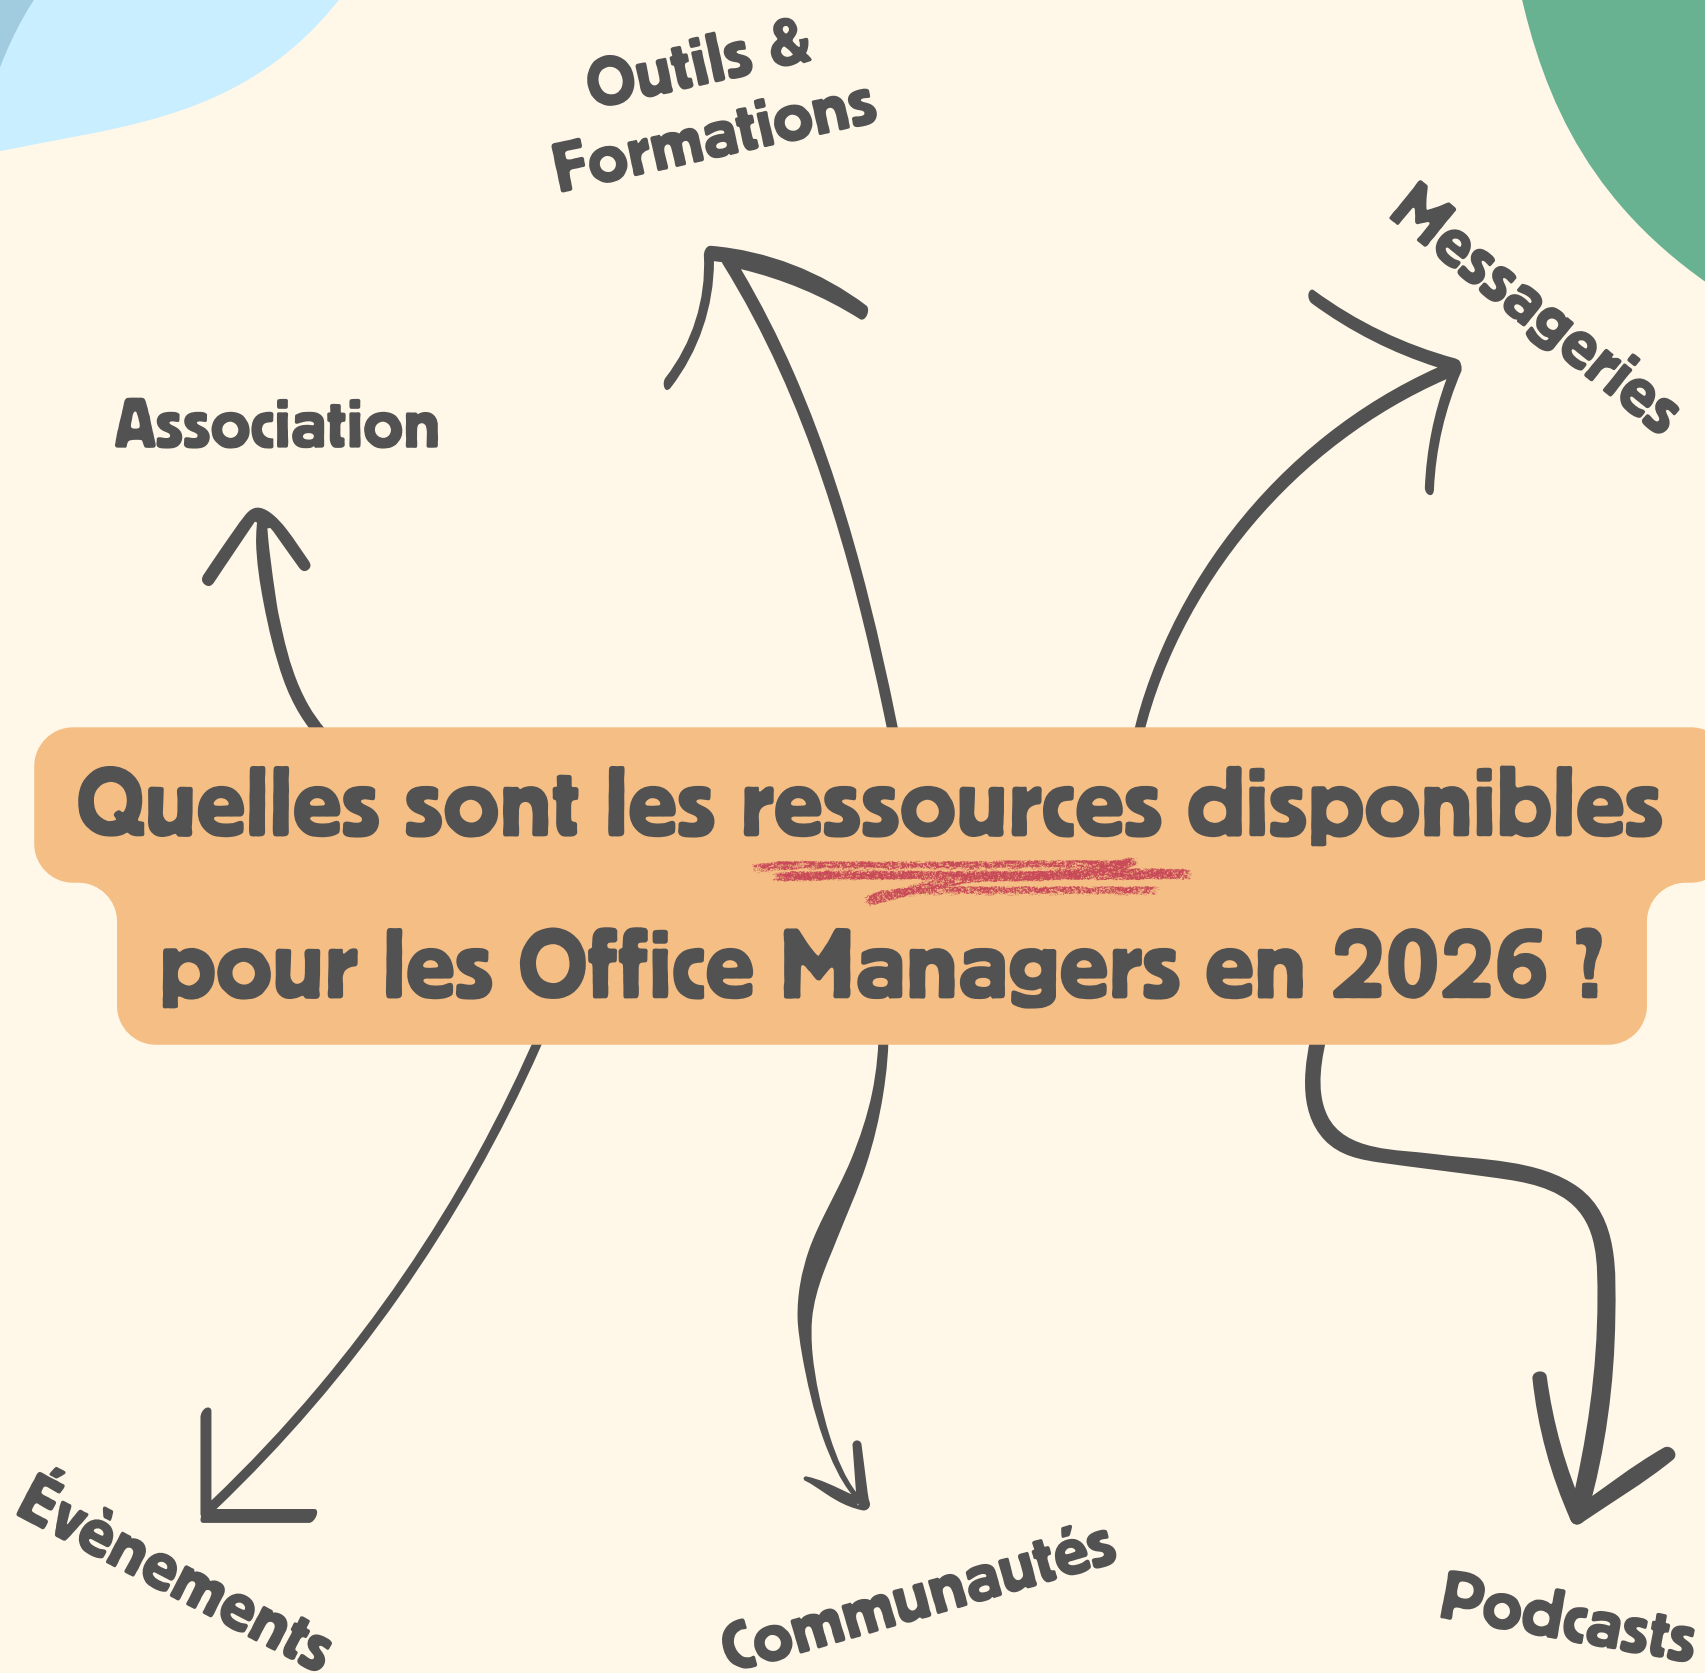 Outils &
Formations
Messageries
Association
Quelles sont les ressources disponibles
pour les Office Managers en 2026 ?
Évènements
Communautés
Podcasts